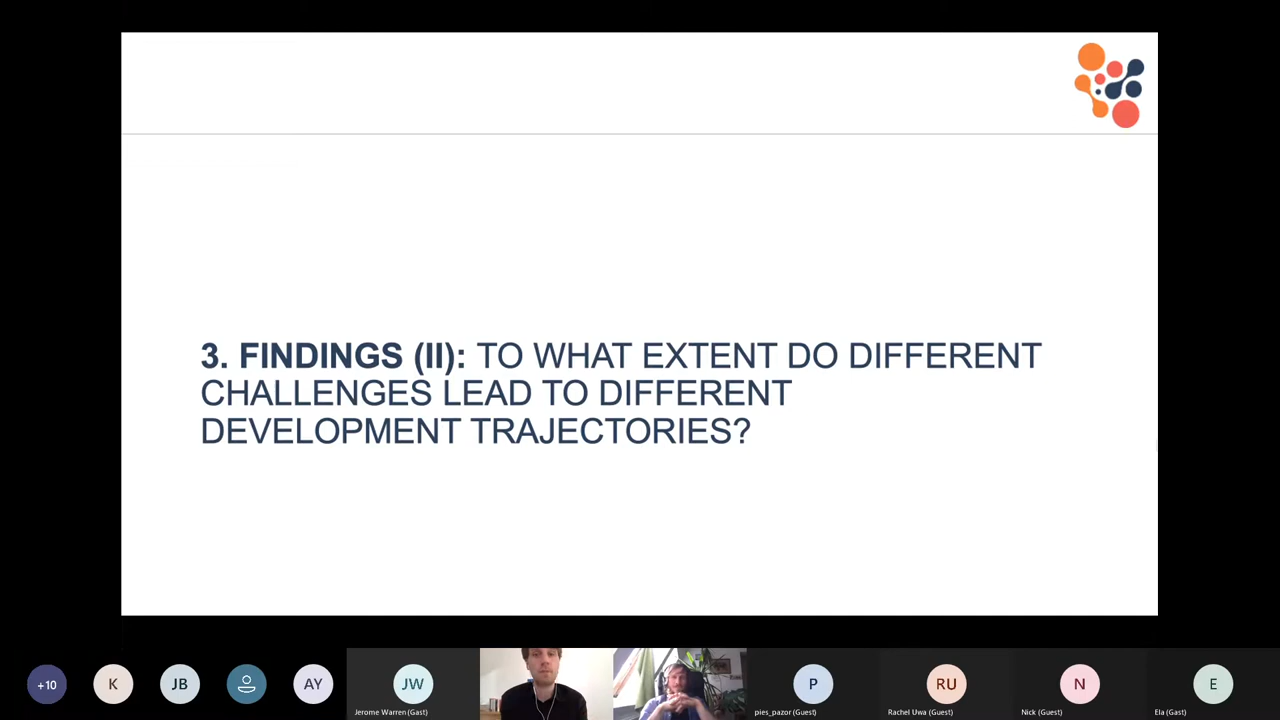 3. FINDINGS (II): TO WHAT EXTENT DO DIFFERENT
CHALLENGES LEAD TO DIFFERENT
DEVELOPMENT TRAJECTORIES?
+10
K
JB
AY
JW
P
RU
N
E
Jerome Warren (Gast)
pies_pazor (Guest)
Rachel Uwa (Guest)
Nick (Guest)
Ela (Gast)